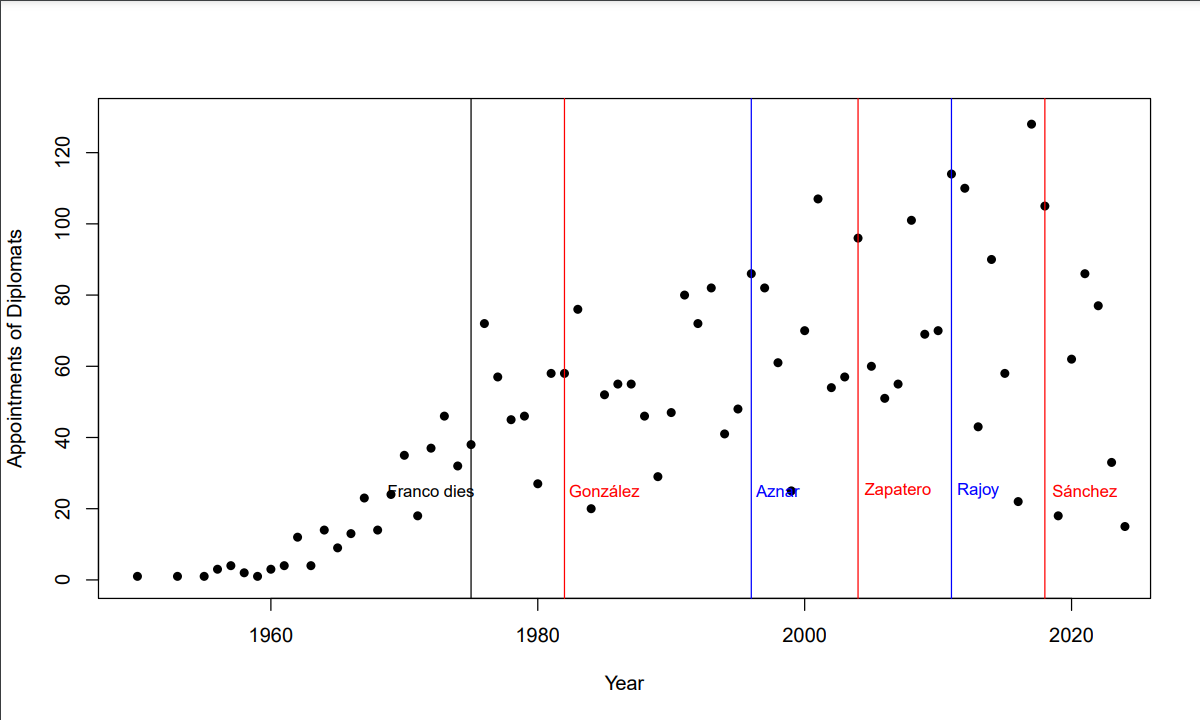 Appointments of Diplomats
120
100
80
60
40
20
0
Franco dies
González
Aznar
Zapatero
Rajoy
Sánchez
1960
1980
2000
2020
Year